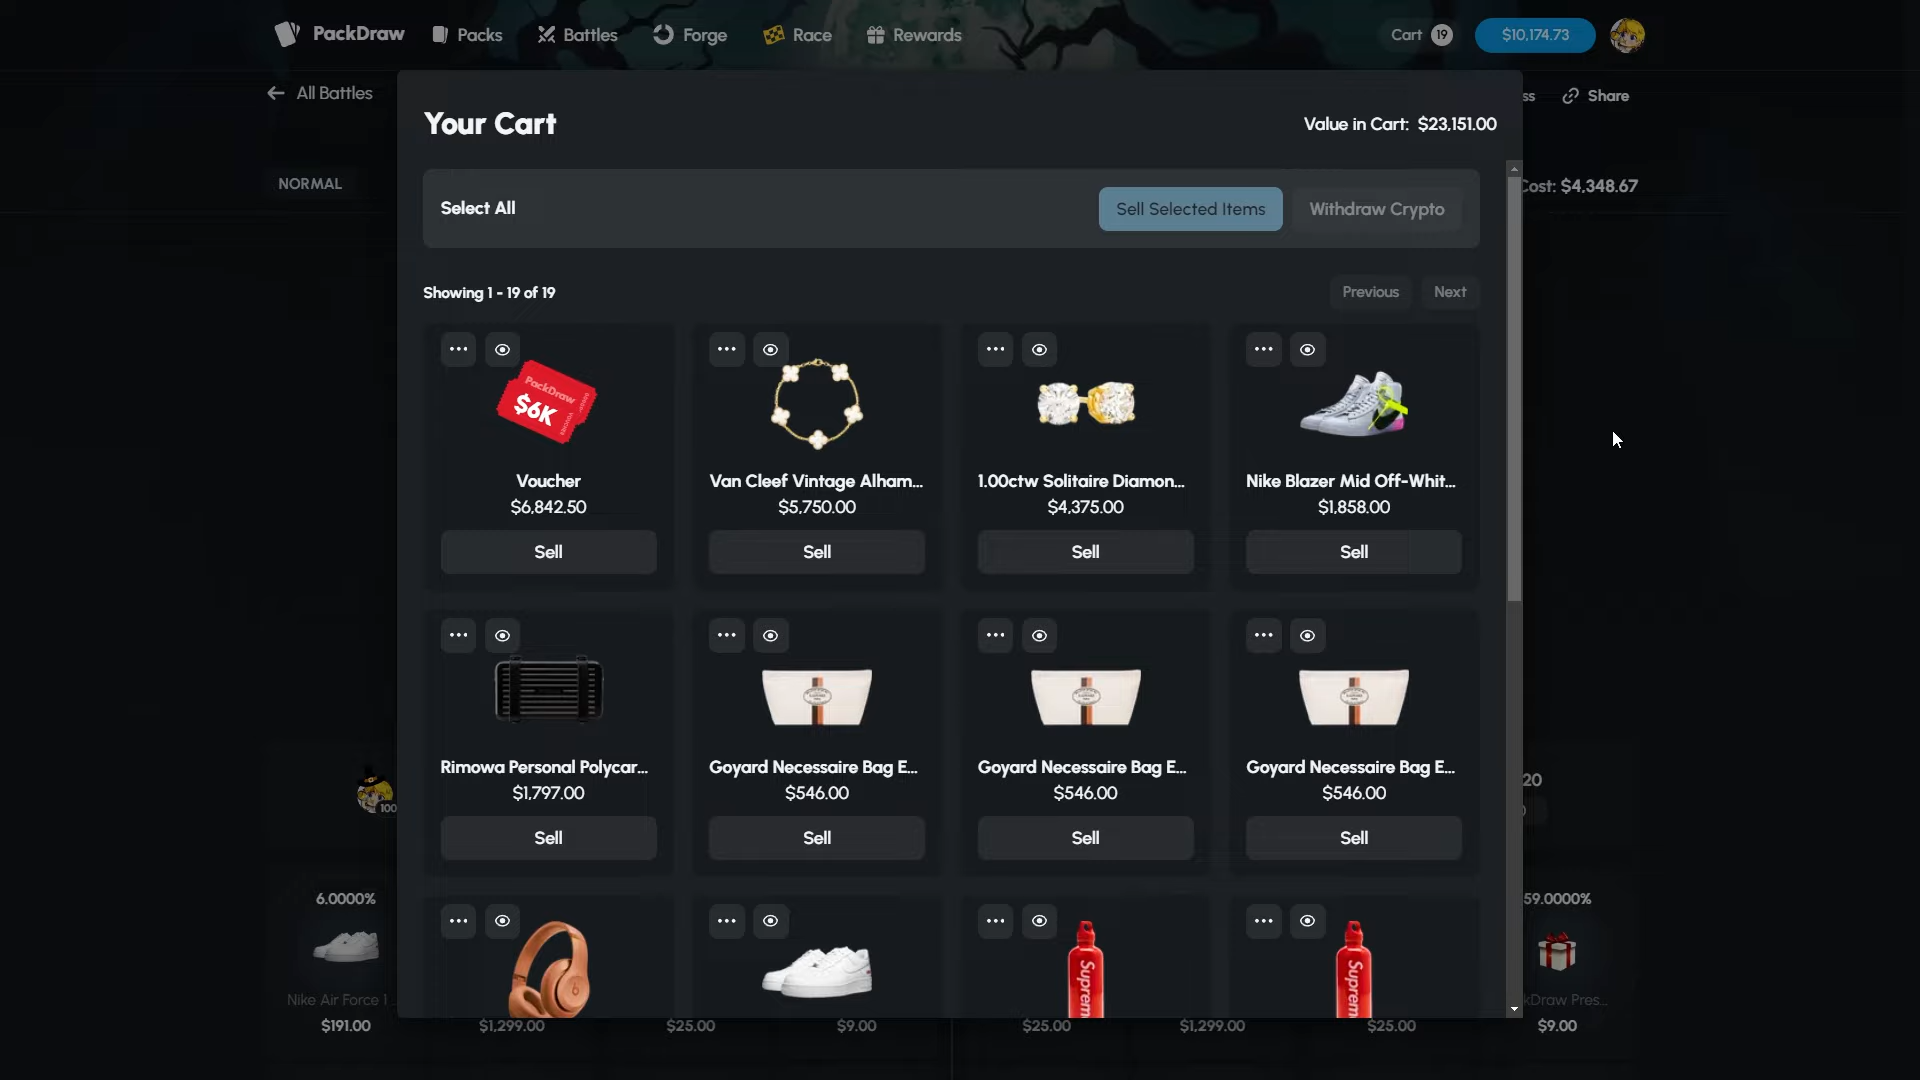 PackDraw
Packs
Battles
Forge
Race
Rewards
Cart 19
$10,174.73
All Battles
Share
NORMAL
Cost: $4,348.67
Your Cart
Value in Cart: $23,151.00
Select All
Sell Selected Items
Withdraw Crypto
Showing 1 - 19 of 19
Previous
Next
PackDraw
$6K
Voucher
$6,842.50
Sell
Van Cleef Vintage Alham...
$5,750.00
Sell
1.00ctw Solitaire Diamon...
$4,375.00
Sell
Nike Blazer Mid Off-Whit...
$1,858.00
Sell
Rimowa Personal Polycar...
$1,797.00
Sell
Goyard Necessaire Bag E...
$546.00
Sell
Goyard Necessaire Bag E...
$546.00
Sell
Goyard Necessaire Bag E...
$546.00
Sell
100
20
6.0000%
59.0000%
Suprem
Suprem
Nike Air Force 1 ...
kDraw Pres...
$191.00
$1,299.00
$25.00
$9.00
$25.00
$1,299.00
$25.00
$9.00